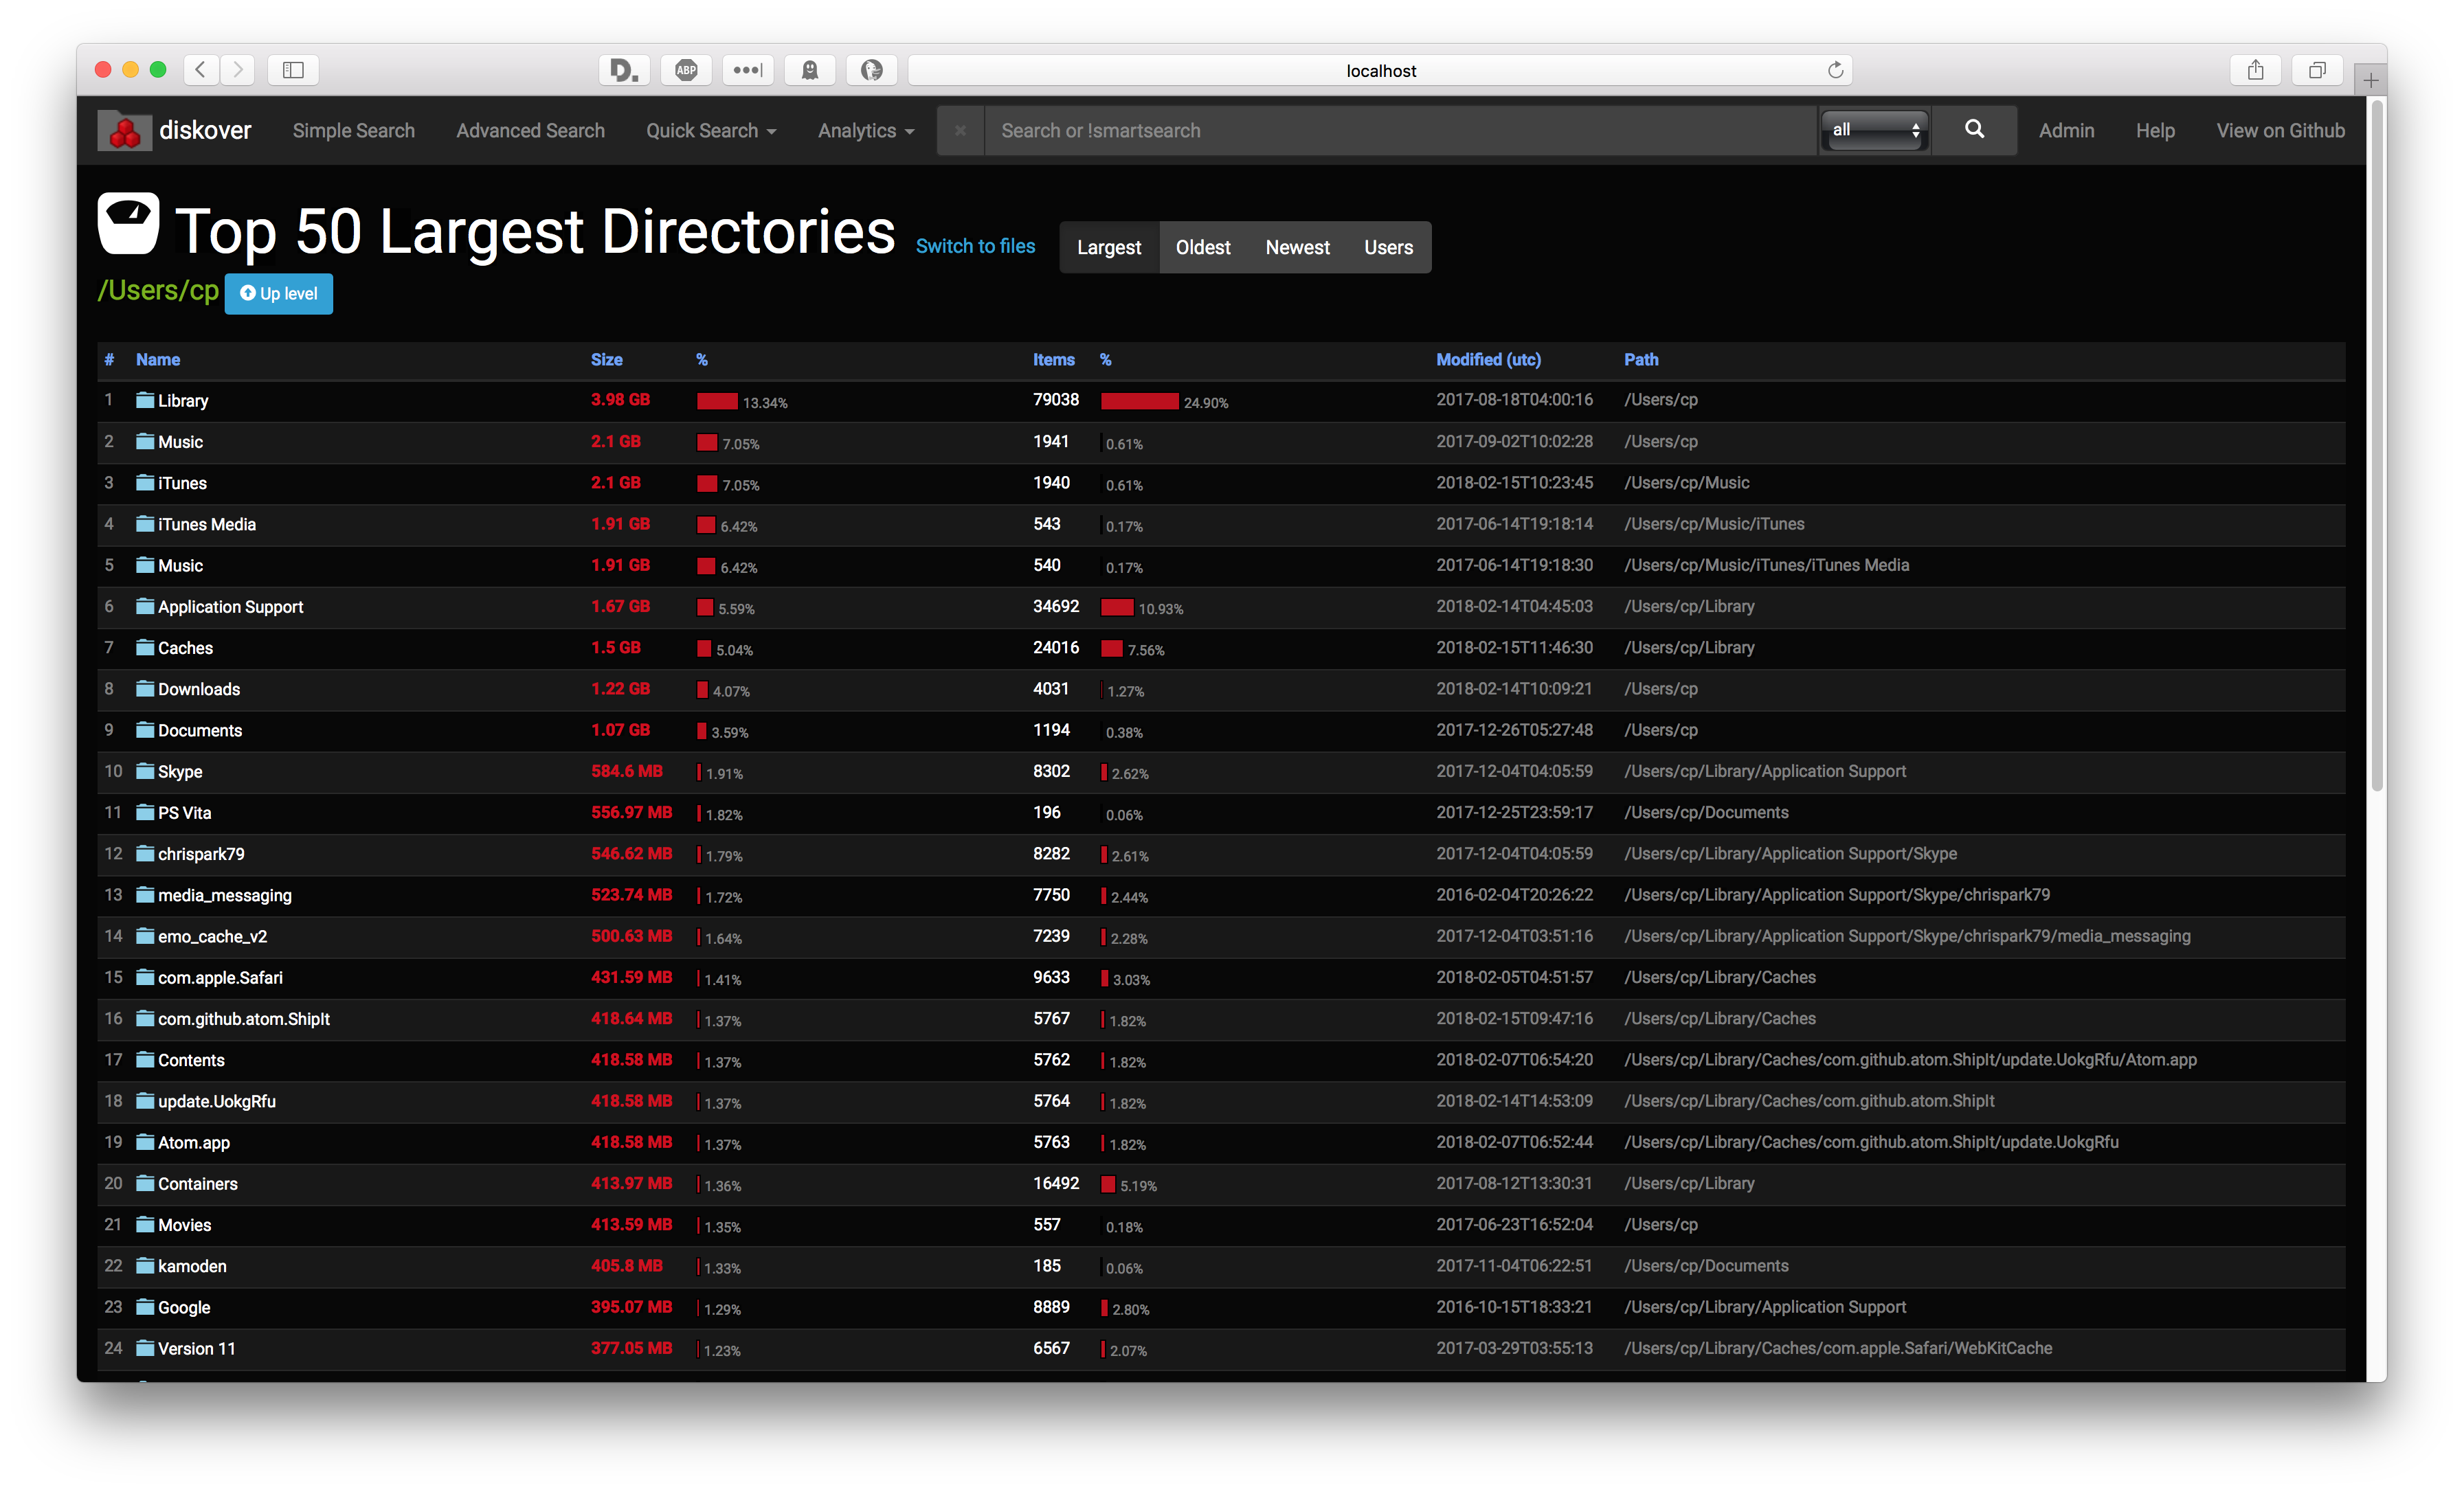 D. ABP localhost
diskover Simple Search Advanced Search Quick Search Analytics Search or !smartsearch all Admin Help View on Github
Top 50 Largest Directories Switch to files Largest Oldest Newest Users
/Users/cp Up level
# Name Size % Items % Modified (utc) Path
1 Library 3.98 GB 13.34% 79038 24.90% 2017-08-18T04:00:16 /Users/cp
2 Music 2.1 GB 7.05% 1941 0.61% 2017-09-02T10:02:28 /Users/cp
3 iTunes 2.1 GB 7.05% 1940 0.61% 2018-02-15T10:23:45 /Users/cp/Music
4 iTunes Media 1.91 GB 6.42% 543 0.17% 2017-06-14T19:18:14 /Users/cp/Music/iTunes
5 Music 1.91 GB 6.42% 540 0.17% 2017-06-14T19:18:30 /Users/cp/Music/iTunes/iTunes Media
6 Application Support 1.67 GB 5.59% 34692 10.93% 2018-02-14T04:45:03 /Users/cp/Library
7 Caches 1.5 GB 5.04% 24016 7.56% 2018-02-15T11:46:30 /Users/cp/Library
8 Downloads 1.22 GB 4.07% 4031 1.27% 2018-02-14T10:09:21 /Users/cp
9 Documents 1.07 GB 3.59% 1194 0.38% 2017-12-26T05:27:48 /Users/cp
10 Skype 584.6 MB 1.91% 8302 2.62% 2017-12-04T04:05:59 /Users/cp/Library/Application Support
11 PS Vita 556.97 MB 1.82% 196 0.06% 2017-12-25T23:59:17 /Users/cp/Documents
12 chrispark79 546.62 MB 1.79% 8282 2.61% 2017-12-04T04:05:59 /Users/cp/Library/Application Support/Skype
13 media_messaging 523.74 MB 1.72% 7750 2.44% 2016-02-04T20:26:22 /Users/cp/Library/Application Support/Skype/chrispark79
14 emo_cache_v2 500.63 MB 1.64% 7239 2.28% 2017-12-04T03:51:16 /Users/cp/Library/Application Support/Skype/chrispark79/media_messaging
15 com.apple.Safari 431.59 MB 1.41% 9633 3.03% 2018-02-05T04:51:57 /Users/cp/Library/Caches
16 com.github.atom.ShipIt 418.64 MB 1.37% 5767 1.82% 2018-02-15T09:47:16 /Users/cp/Library/Caches
17 Contents 418.58 MB 1.37% 5762 1.82% 2018-02-07T06:54:20 /Users/cp/Library/Caches/com.github.atom.ShipIt/update.UokgRfu/Atom.app
18 update.UokgRfu 418.58 MB 1.37% 5764 1.82% 2018-02-14T14:53:09 /Users/cp/Library/Caches/com.github.atom.ShipIt
19 Atom.app 418.58 MB 1.37% 5763 1.82% 2018-02-07T06:52:44 /Users/cp/Library/Caches/com.github.atom.ShipIt/update.UokgRfu
20 Containers 413.97 MB 1.36% 16492 5.19% 2017-08-12T13:30:31 /Users/cp/Library
21 Movies 413.59 MB 1.35% 557 0.18% 2017-06-23T16:52:04 /Users/cp
22 kamoden 405.8 MB 1.33% 185 0.06% 2017-11-04T06:22:51 /Users/cp/Documents
23 Google 395.07 MB 1.29% 8889 2.80% 2016-10-15T18:33:21 /Users/cp/Library/Application Support
24 Version 11 377.05 MB 1.23% 6567 2.07% 2017-03-29T03:55:13 /Users/cp/Library/Caches/com.apple.Safari/WebKitCache